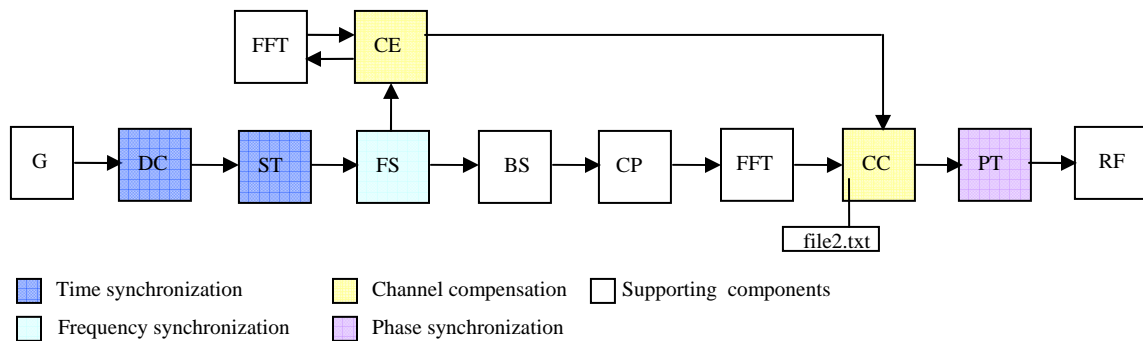 FFT
CE
G
DC
ST
FS
BS
CP
FFT
CC
PT
RF
file2.txt
Time synchronization
Channel compensation
Supporting components
Frequency synchronization
Phase synchronization